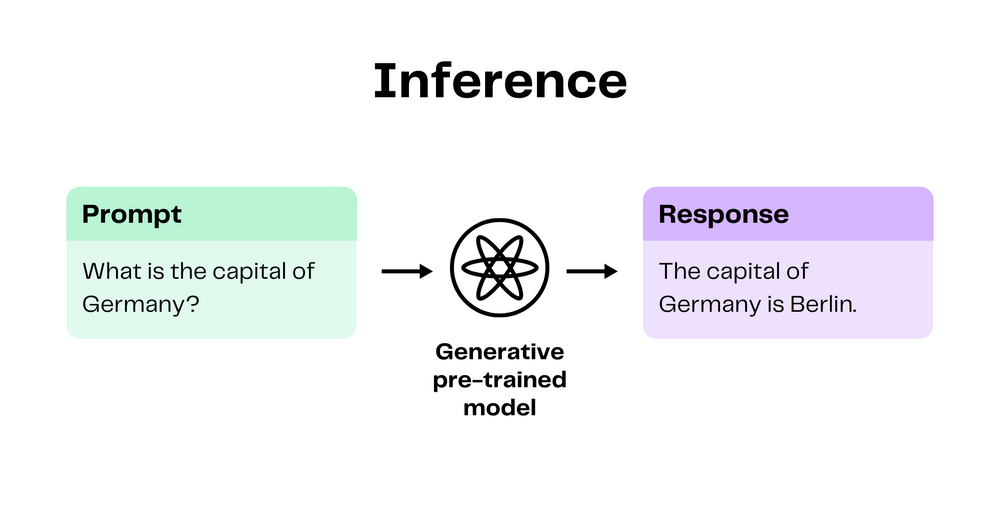 Inference
Prompt
What is the capital of
Germany?
Generative
pre-trained
model
Response
The capital of
Germany is Berlin.